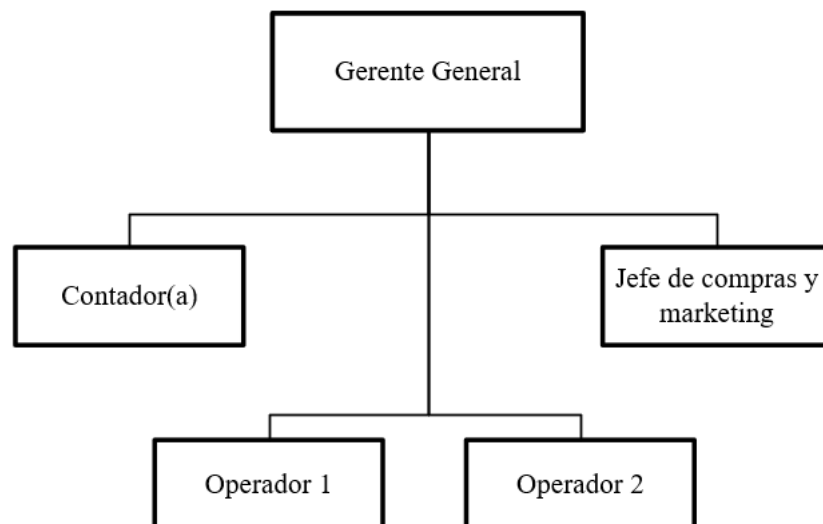 Gerente General
Contador(a)
Jefe de compras y
marketing
Operador 1
Operador 2